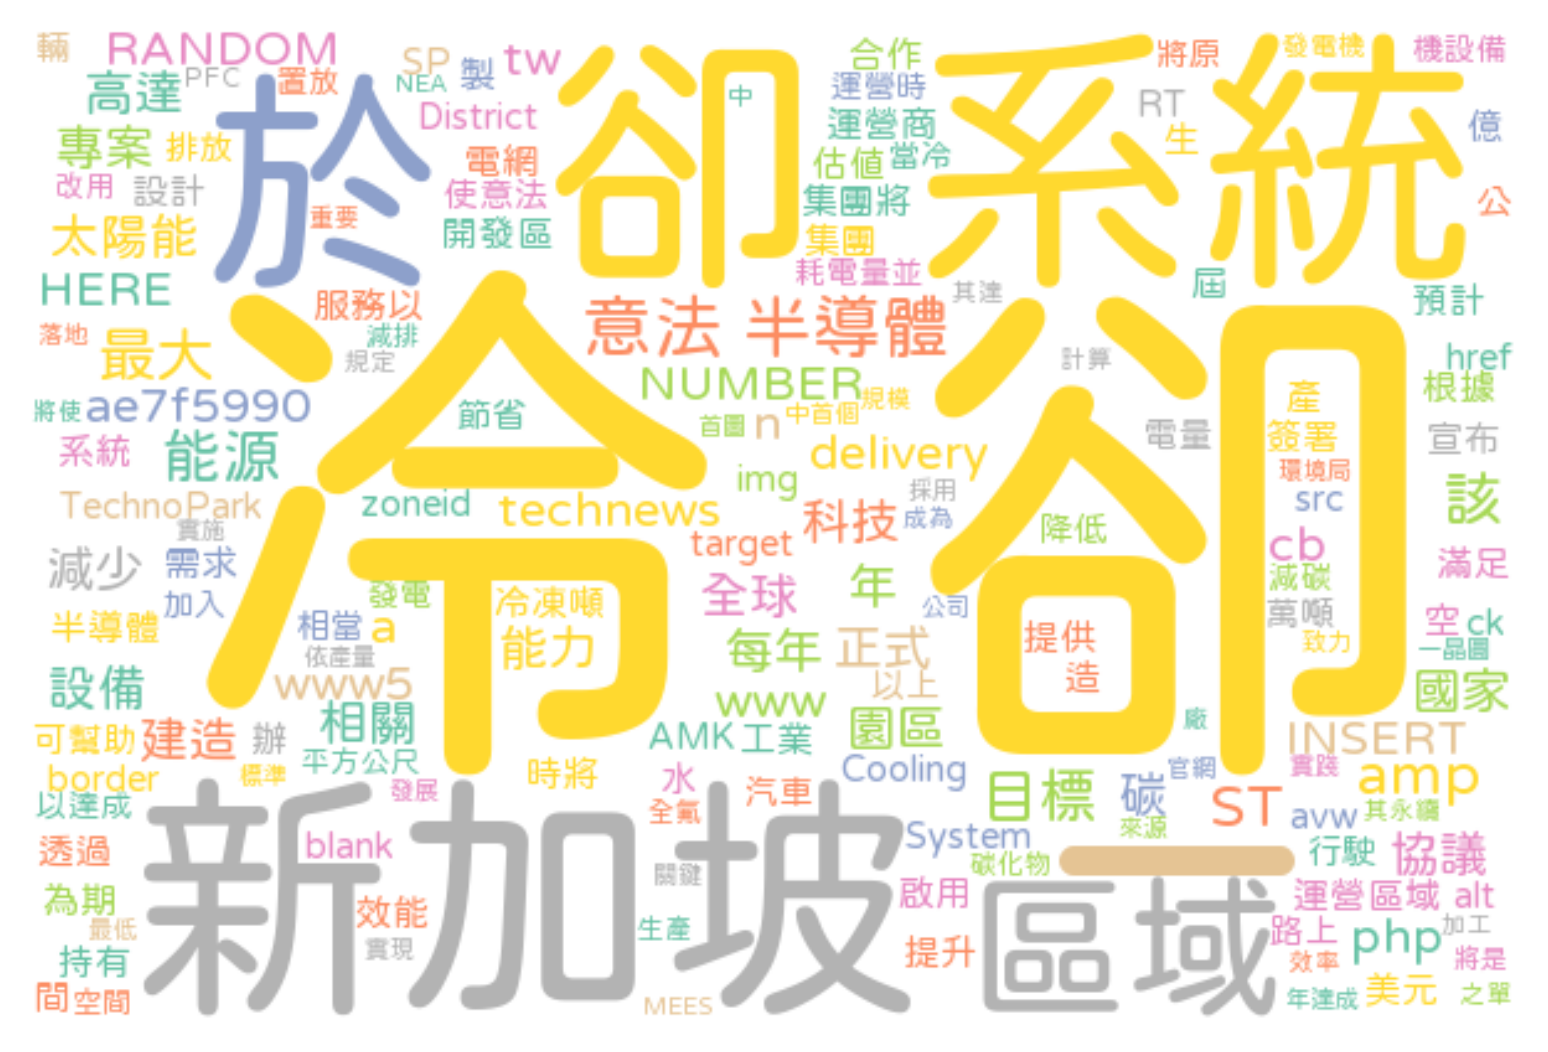 輛 RANDOM SP tw 合作 將原 發電機 機設備
高達 PFC 置放 NEA 製 卻 系統 中 運營時 RT 億
專案 排放 於 District 運營商 生
改用 設計 電網 使意法 估值 當冷 集團將 公
太陽能 重要 開發區 集團 耗電量並
HERE 服務以 意法 半導體 其達 屆 預計
落地 最大 減排 規定 計算 href
將使 ae7f5990 節省 NUMBER 首圖 n 中首個 規模 產 根據
系統 能源 冷卻 img delivery 電量 簽署 宣布
TechnoPark zoneid technews 科技 採用 成為 環境局 src 該
實施 target 降低 cb
減少 需求 發電 冷凍噸 全球 年 減碳 滿足
加入 相當 a 能力 公司 萬噸 空 ck
半導體 依產量 每年 正式 提供 致力 一晶圓
設備 www5 www 以上 造 國家
可幫助 建造 辦 相關 AMK 工業 園區 廠 INSERT
border 標準 平方公尺 時將 水 Cooling 目標 碳 官網 實踐 amp
以達成 發展 全氟 汽車 來源 ST avw 其永續
透過 blank 新加坡 System 碳化物 一 行駛 協議
為期 效能 關鍵 啟用 區域 運營區域 alt
最低 實現 生產 提升 路上 php 加工
持有 效率 將是
間 空間 MEES 年達成 美元 之單